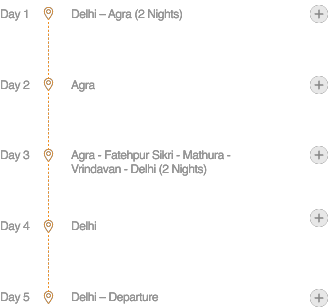 Day 1 Delhi – Agra (2 Nights)
Day 2 Agra
Day 3 Agra - Fatehpur Sikri - Mathura -
Vrindavan - Delhi (2 Nights)
Day 4 Delhi
Day 5 Delhi – Departure